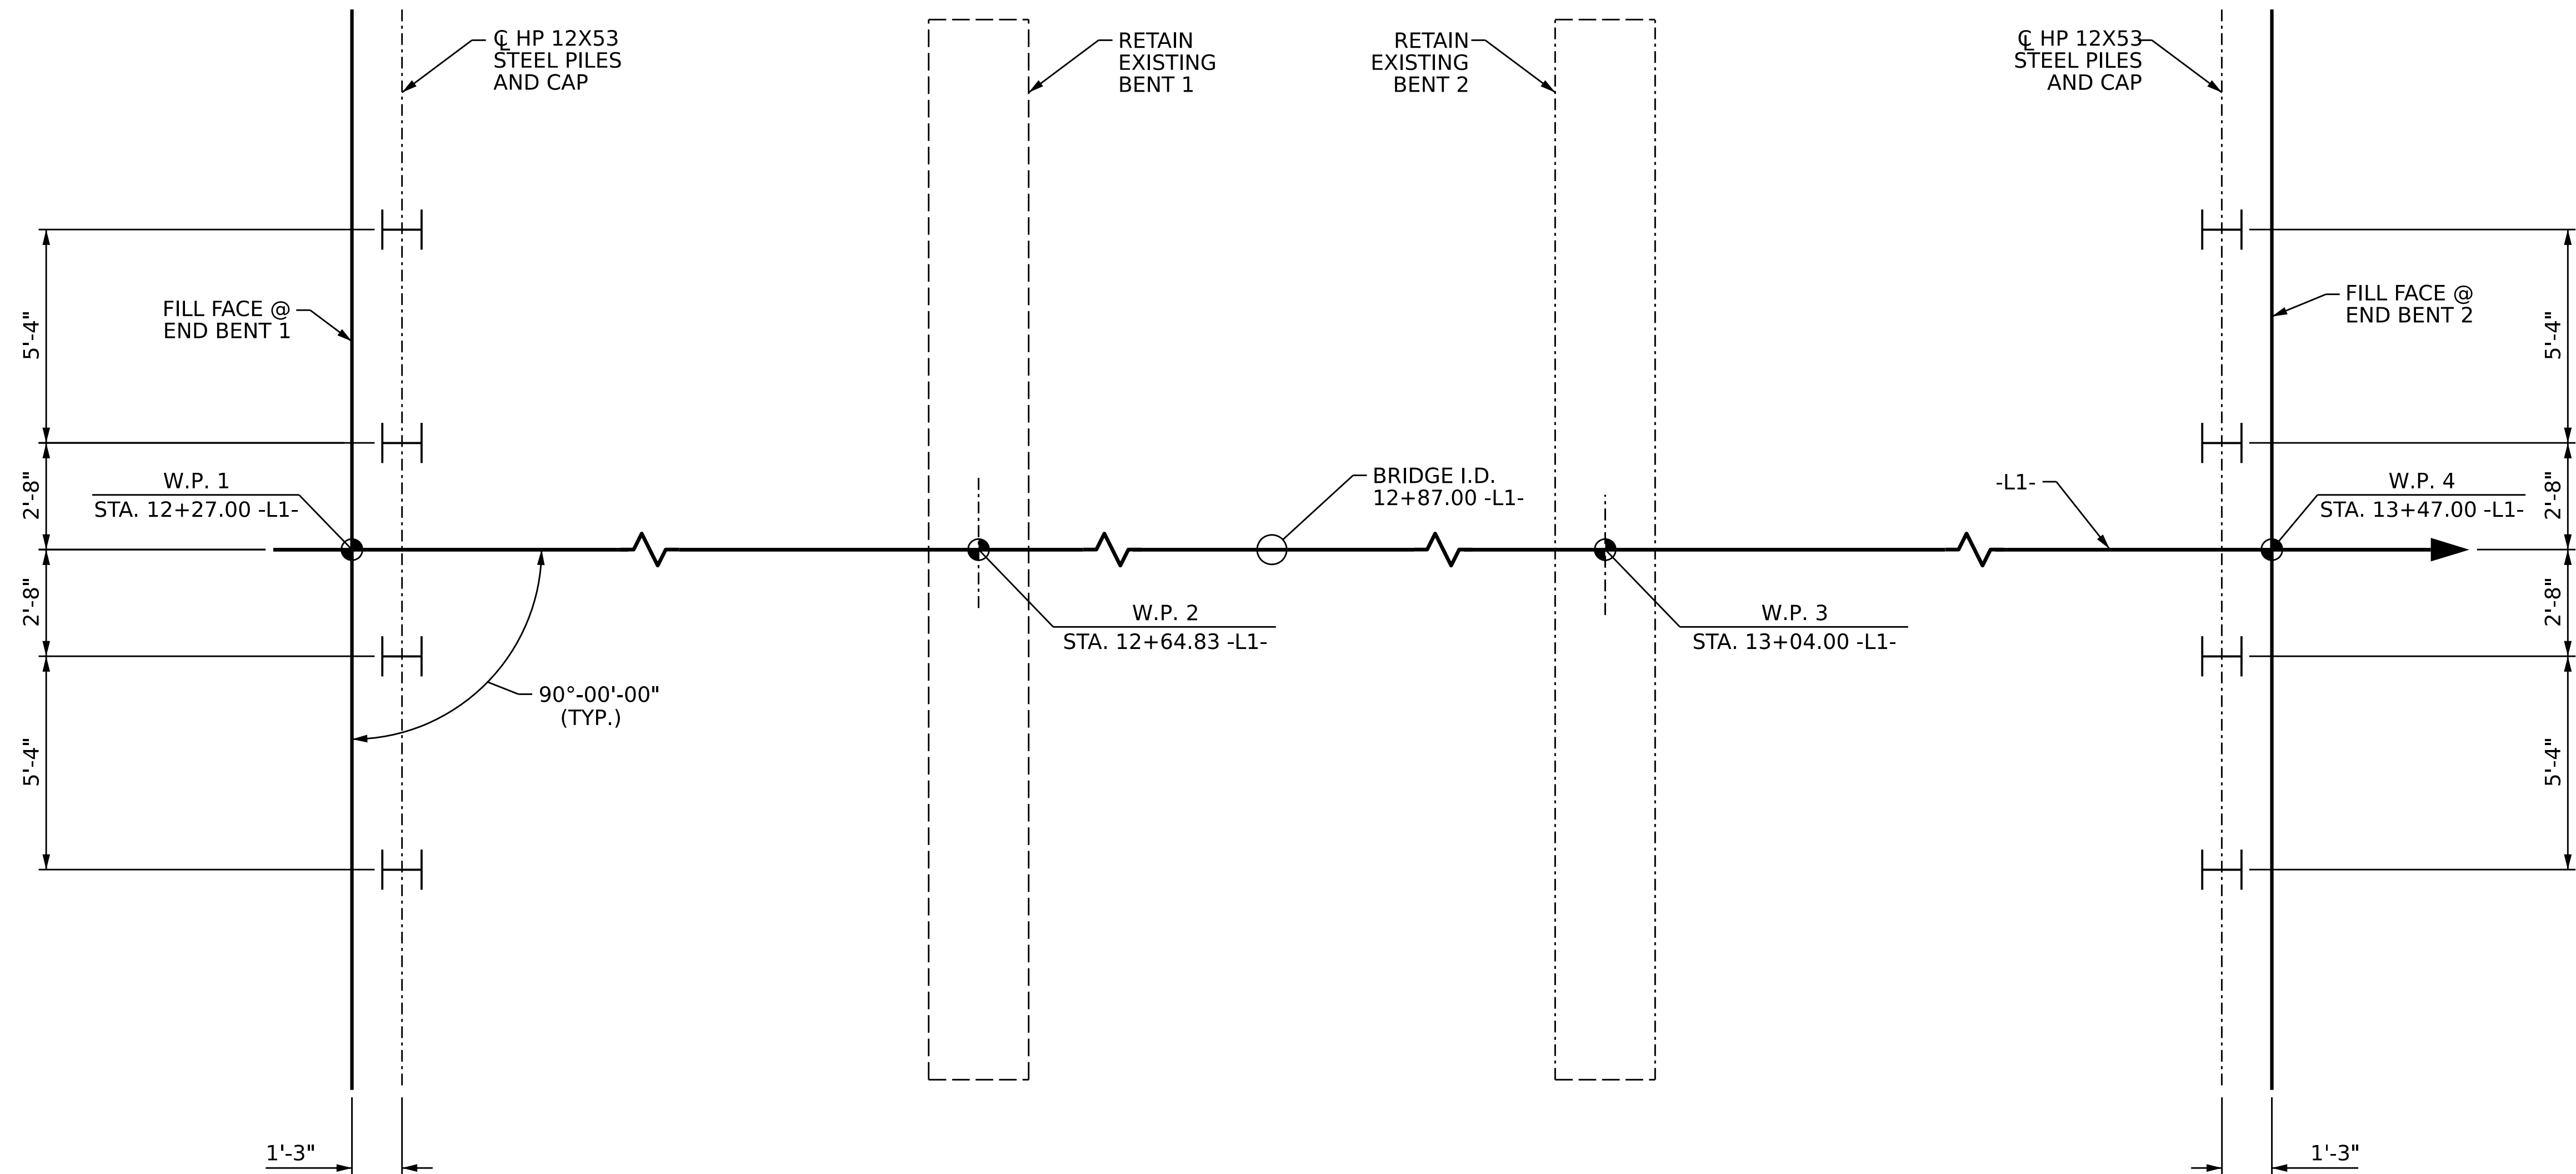 ℄ HP 12X53
STEEL PILES
AND CAP
RETAIN
EXISTING
BENT 1
RETAIN
EXISTING
BENT 2
℄ HP 12X53
STEEL PILES
AND CAP
5'-4"
FILL FACE @
END BENT 1
FILL FACE @
END BENT 2
5'-4"
2'-8"
W.P. 1
STA. 12+27.00 -L1-
BRIDGE I.D.
12+87.00 -L1-
-L1-
W.P. 4
STA. 13+47.00 -L1-
2'-8"
2'-8"
W.P. 2
STA. 12+64.83 -L1-
W.P. 3
STA. 13+04.00 -L1-
2'-8"
90°-00'-00"
(TYP.)
5'-4"
5'-4"
1'-3"
1'-3"